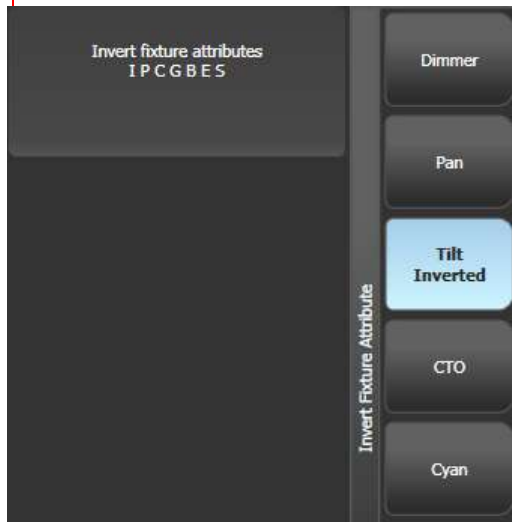 Invert fixture attributes
I P C G B E S
Invert Fixture Attribute
Dimmer
Pan
Tilt
Inverted
CTO
Cyan